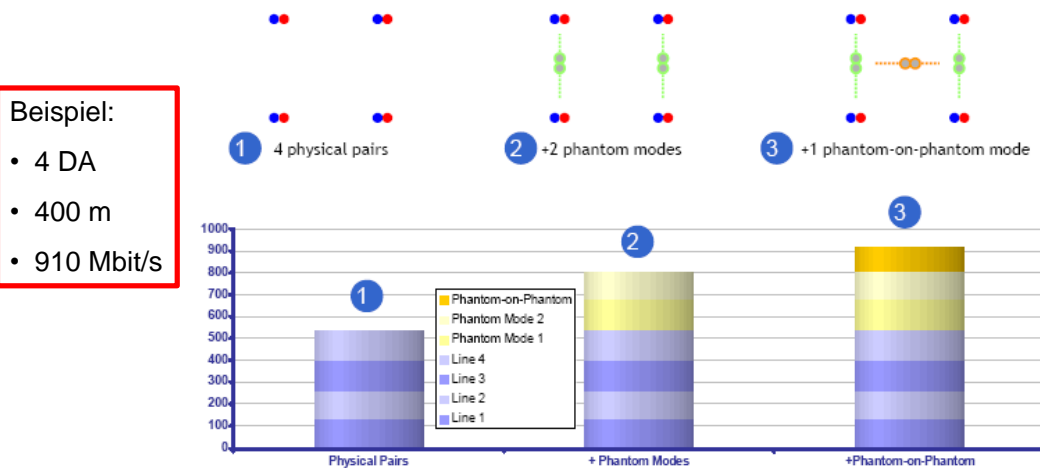 Beispiel:
• 4 DA
• 400 m
• 910 Mbit/s
1 4 physical pairs
2 +2 phantom modes
3 +1 phantom-on-phantom mode
1000
900
800
700
600
500
400
300
200
100
0
1
2
3
Phantom-on-Phantom
Phantom Mode 2
Phantom Mode 1
Line 4
Line 3
Line 2
Line 1
Physical Pairs
+ Phantom Modes
+Phantom-on-Phantom